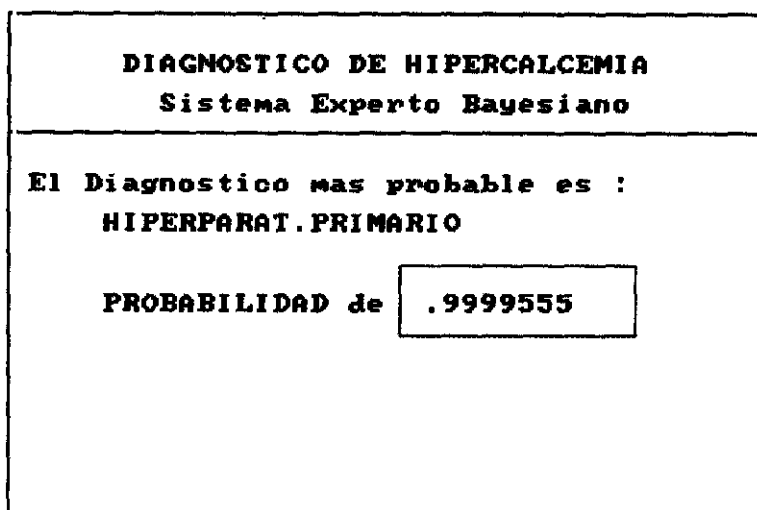 DIAGNOSTICO DE HIPERCALCEMIA
Sistema Experto Bayesiano
El Diagnostico mas probable es :
HIPERPARAT.PRIMARIO
PROBABILIDAD de .9999555